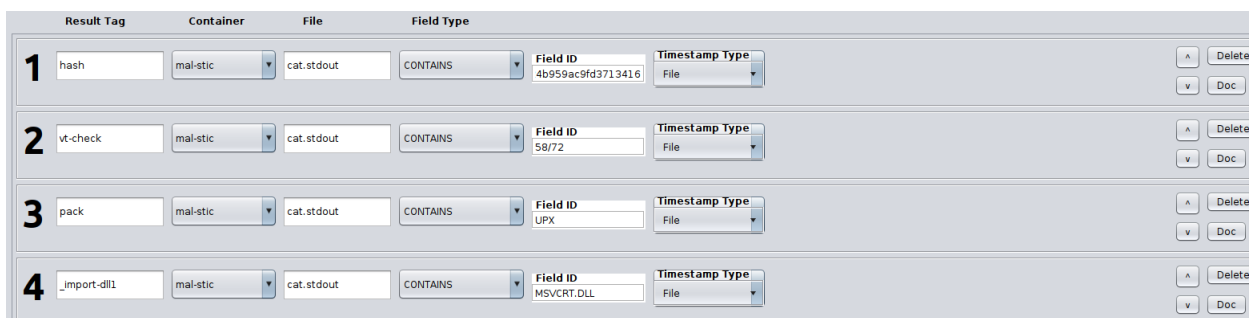 Result Tag Container File Field Type
1 hash mal-stic cat.stdout CONTAINS Field ID 4b959ac9fd3713416 Timestamp Type File ^ Delete
v Doc
2 vt-check mal-stic cat.stdout CONTAINS Field ID 58/72 Timestamp Type File ^ Delete
v Doc
3 pack mal-stic cat.stdout CONTAINS Field ID UPX Timestamp Type File ^ Delete
v Doc
4 _import-dll1 mal-stic cat.stdout CONTAINS Field ID MSVCRT.DLL Timestamp Type File ^ Delete
v Doc